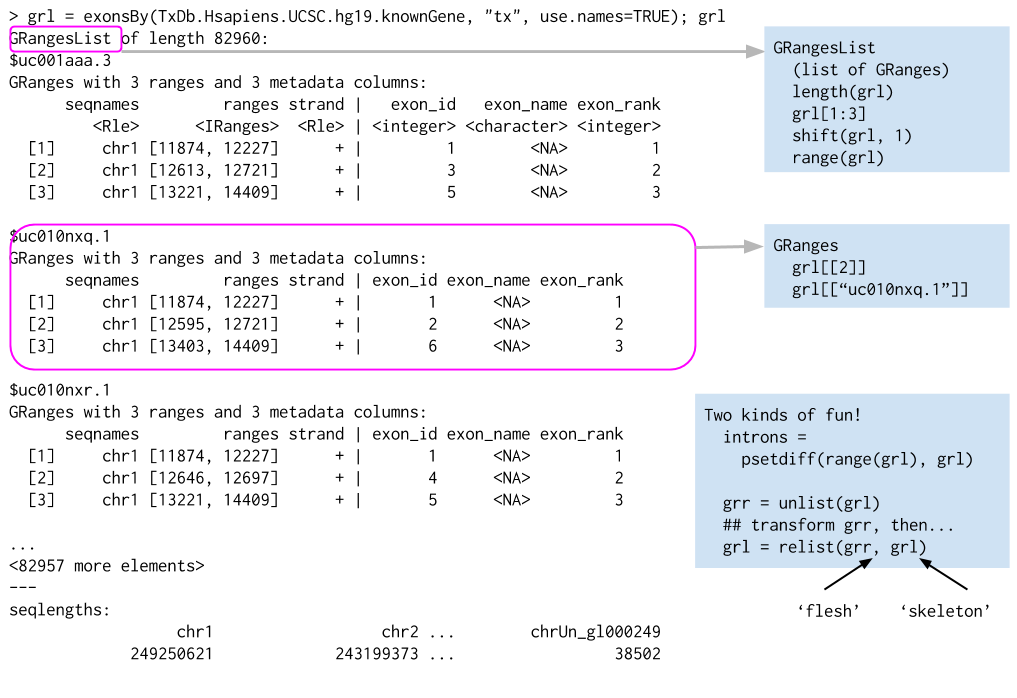 > grl = exonsBy(TxDb.Hsapiens.UCSC.hg19.knownGene, "tx", use.names=TRUE); grl
GRangesList of length 82960:
$uc001aaa.3
GRanges with 3 ranges and 3 metadata columns:
      seqnames         ranges strand |   exon_id   exon_name exon_rank
         <Rle>      <IRanges>  <Rle> | <integer> <character> <integer>
  [1]     chr1 [11874, 12227]      + |         1        <NA>         1
  [2]     chr1 [12613, 12721]      + |         3        <NA>         2
  [3]     chr1 [13221, 14409]      + |         5        <NA>         3
$uc010nxq.1
GRanges with 3 ranges and 3 metadata columns:
      seqnames         ranges strand | exon_id exon_name exon_rank
  [1]     chr1 [11874, 12227]      + |       1      <NA>         1
  [2]     chr1 [12595, 12721]      + |       2      <NA>         2
  [3]     chr1 [13403, 14409]      + |       6      <NA>         3
$uc010nxr.1
GRanges with 3 ranges and 3 metadata columns:
      seqnames         ranges strand | exon_id exon_name exon_rank
  [1]     chr1 [11874, 12227]      + |       1      <NA>         1
  [2]     chr1 [12646, 12697]      + |       4      <NA>         2
  [3]     chr1 [13221, 14409]      + |       5      <NA>         3
...
<82957 more elements>
---
seqlengths:
                  chr1                  chr2 ...        chrUn_gl000249
             249250621             243199373 ...                 38502
GRangesList
  (list of GRanges)
  length(grl)
  grl[1:3]
  shift(grl, 1)
  range(grl)
GRanges
  grl[[2]]
  grl[[“uc010nxq.1”]]
Two kinds of fun!
  introns =
    psetdiff(range(grl), grl)
  grr = unlist(grl)
  ## transform grr, then...
  grl = relist(grr, grl)
‘flesh’ ‘skeleton’